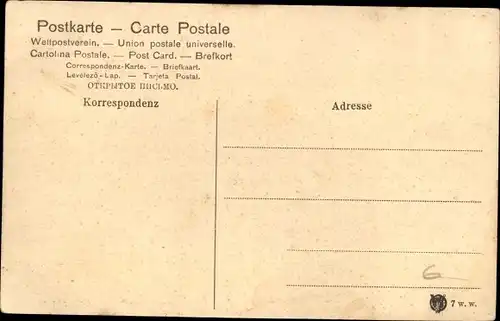 Postkarte — Carte Postale
Weltpostverein. — Union postale universelle.
Cartolina Postale. — Post Card. — Brefkort
Correspondenz-Karte. — Briefkaart.
Levelező-Lap. — Tarjeta Postal.
ОТКРЫТОЕ ПИСЬМО.
Korrespondenz
Adresse
6
7 w. w.